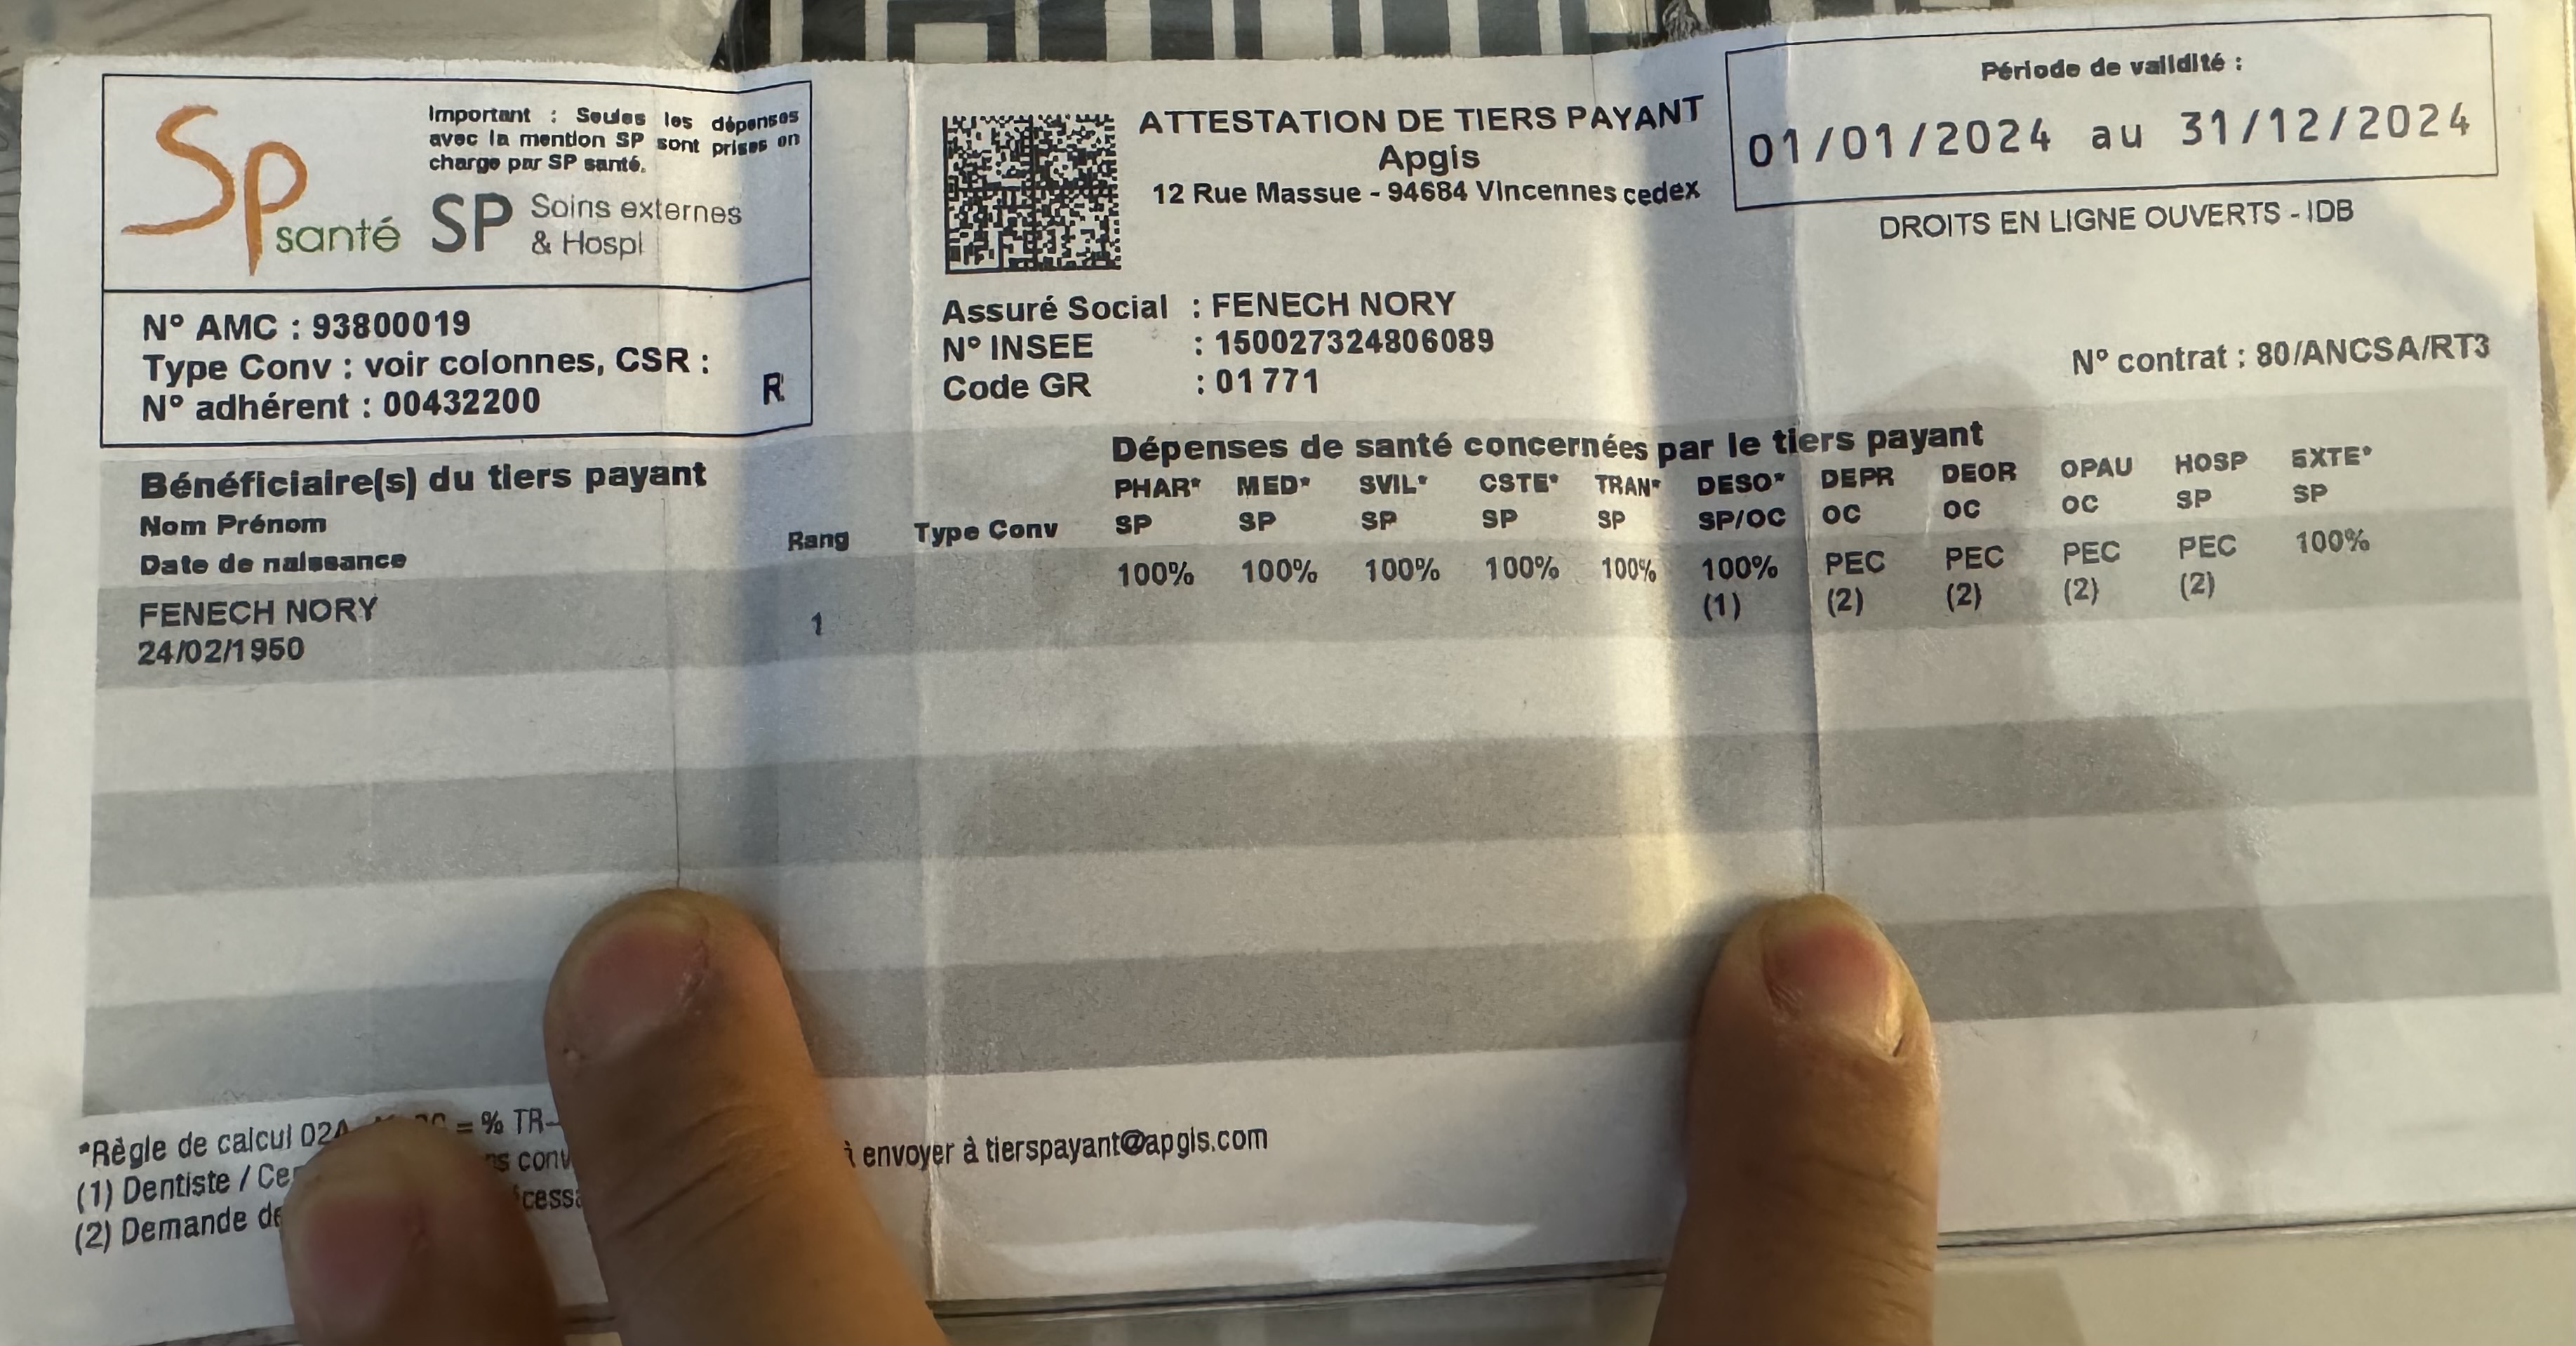 Sp santé
Important : Seules les dépenses
avec la mention SP sont prises en
charge par SP santé.
SP Soins externes
& Hospi
N° AMC : 93800019
Type Conv : voir colonnes, CSR :
R
N° adhérent : 00432200
ATTESTATION DE TIERS PAYANT
Apgis
12 Rue Massue - 94684 Vincennes cedex
Période de validité :
01/01/2024 au 31/12/2024
DROITS EN LIGNE OUVERTS - IDB
Assuré Social : FENECH NORY
N° INSEE : 150027324806089
Code GR : 01771
N° contrat : 80/ANCSA/RT3
Bénéficiaire(s) du tiers payant
Nom Prénom
Date de naissance
Rang Type Conv
Dépenses de santé concernées par le tiers payant
PHAR* MED* SVIL* CSTE* TRAN* DESO* DEPR DEOR OPAU HOSP EXTE*
SP SP SP SP SP SP/OC OC OC OC SP SP
100% 100% 100% 100% 100% 100% PEC PEC PEC PEC 100%
(1) (2) (2) (2) (2)
FENECH NORY 1
24/02/1950
*Règle de calcul = % TR-
(1) Dentiste / à envoyer à tierspayant@apgis.com
(2) Demande